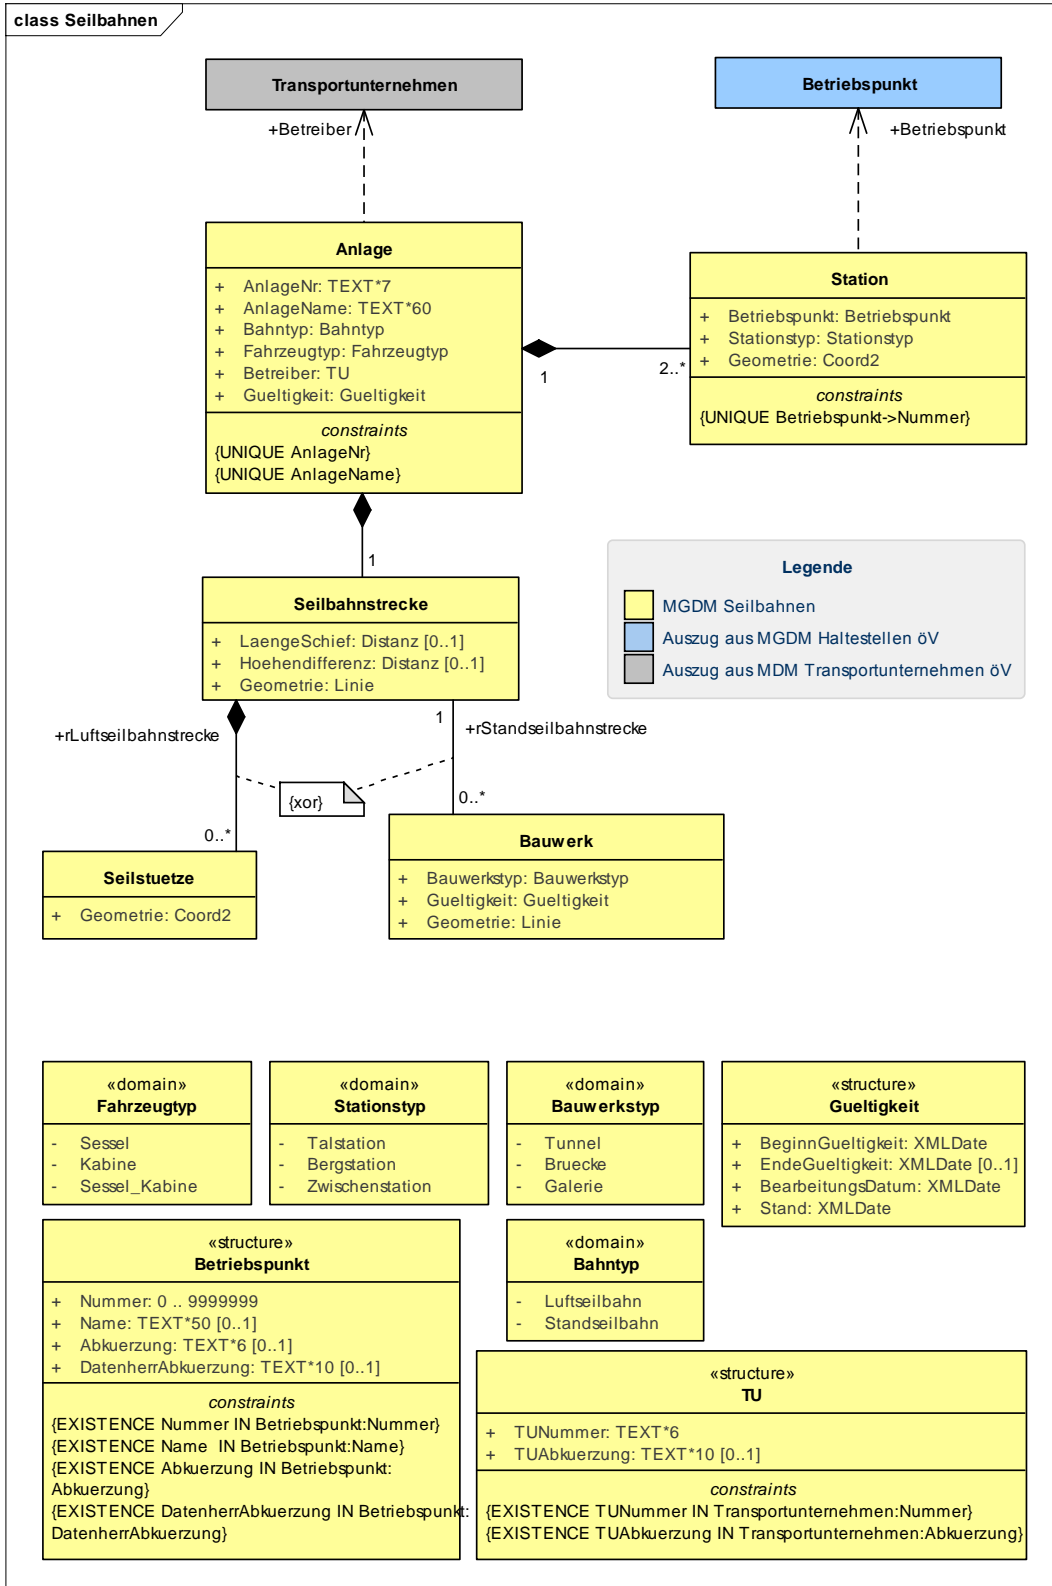 class Seilbahnen
Transportunternehmen
Betriebspunkt
+Betreiber
+Betriebspunkt
Anlage
+ AnlageNr: TEXT*7
+ AnlageName: TEXT*60
+ Bahntyp: Bahntyp
+ Fahrzeugtyp: Fahrzeugtyp
+ Betreiber: TU
+ Gueltigkeit: Gueltigkeit
constraints
{UNIQUE AnlageNr}
{UNIQUE AnlageName}
Station
+ Betriebspunkt: Betriebspunkt
+ Stationstyp: Stationstyp
+ Geometrie: Coord2
constraints
{UNIQUE Betriebspunkt->Nummer}
1
2..*
1
Seilbahnstrecke
+ LaengeSchief: Distanz [0..1]
+ Hoehendifferenz: Distanz [0..1]
+ Geometrie: Linie
Legende
MGDM Seilbahnen
Auszug aus MGDM Haltestellen öV
Auszug aus MDM Transportunternehmen öV
+rLuftseilbahnstrecke
1
+rStandseilbahnstrecke
{xor}
0..*
0..*
Seilstuetze
+ Geometrie: Coord2
Bauwerk
+ Bauwerkstyp: Bauwerkstyp
+ Gueltigkeit: Gueltigkeit
+ Geometrie: Linie
«domain»
Fahrzeugtyp
- Sessel
- Kabine
- Sessel_Kabine
«domain»
Stationstyp
- Talstation
- Bergstation
- Zwischenstation
«domain»
Bauwerkstyp
- Tunnel
- Bruecke
- Galerie
«structure»
Gueltigkeit
+ BeginnGueltigkeit: XMLDate
+ EndeGueltigkeit: XMLDate [0..1]
+ BearbeitungsDatum: XMLDate
+ Stand: XMLDate
«structure»
Betriebspunkt
+ Nummer: 0 .. 9999999
+ Name: TEXT*50 [0..1]
+ Abkuerzung: TEXT*6 [0..1]
+ DatenherrAbkuerzung: TEXT*10 [0..1]
constraints
{EXISTENCE Nummer IN Betriebspunkt:Nummer}
{EXISTENCE Name  IN Betriebspunkt:Name}
{EXISTENCE Abkuerzung IN Betriebspunkt:
Abkuerzung}
{EXISTENCE DatenherrAbkuerzung IN Betriebspunkt:
DatenherrAbkuerzung}
«domain»
Bahntyp
- Luftseilbahn
- Standseilbahn
«structure»
TU
+ TUNummer: TEXT*6
+ TUAbkuerzung: TEXT*10 [0..1]
constraints
{EXISTENCE TUNummer IN Transportunternehmen:Nummer}
{EXISTENCE TUAbkuerzung IN Transportunternehmen:Abkuerzung}